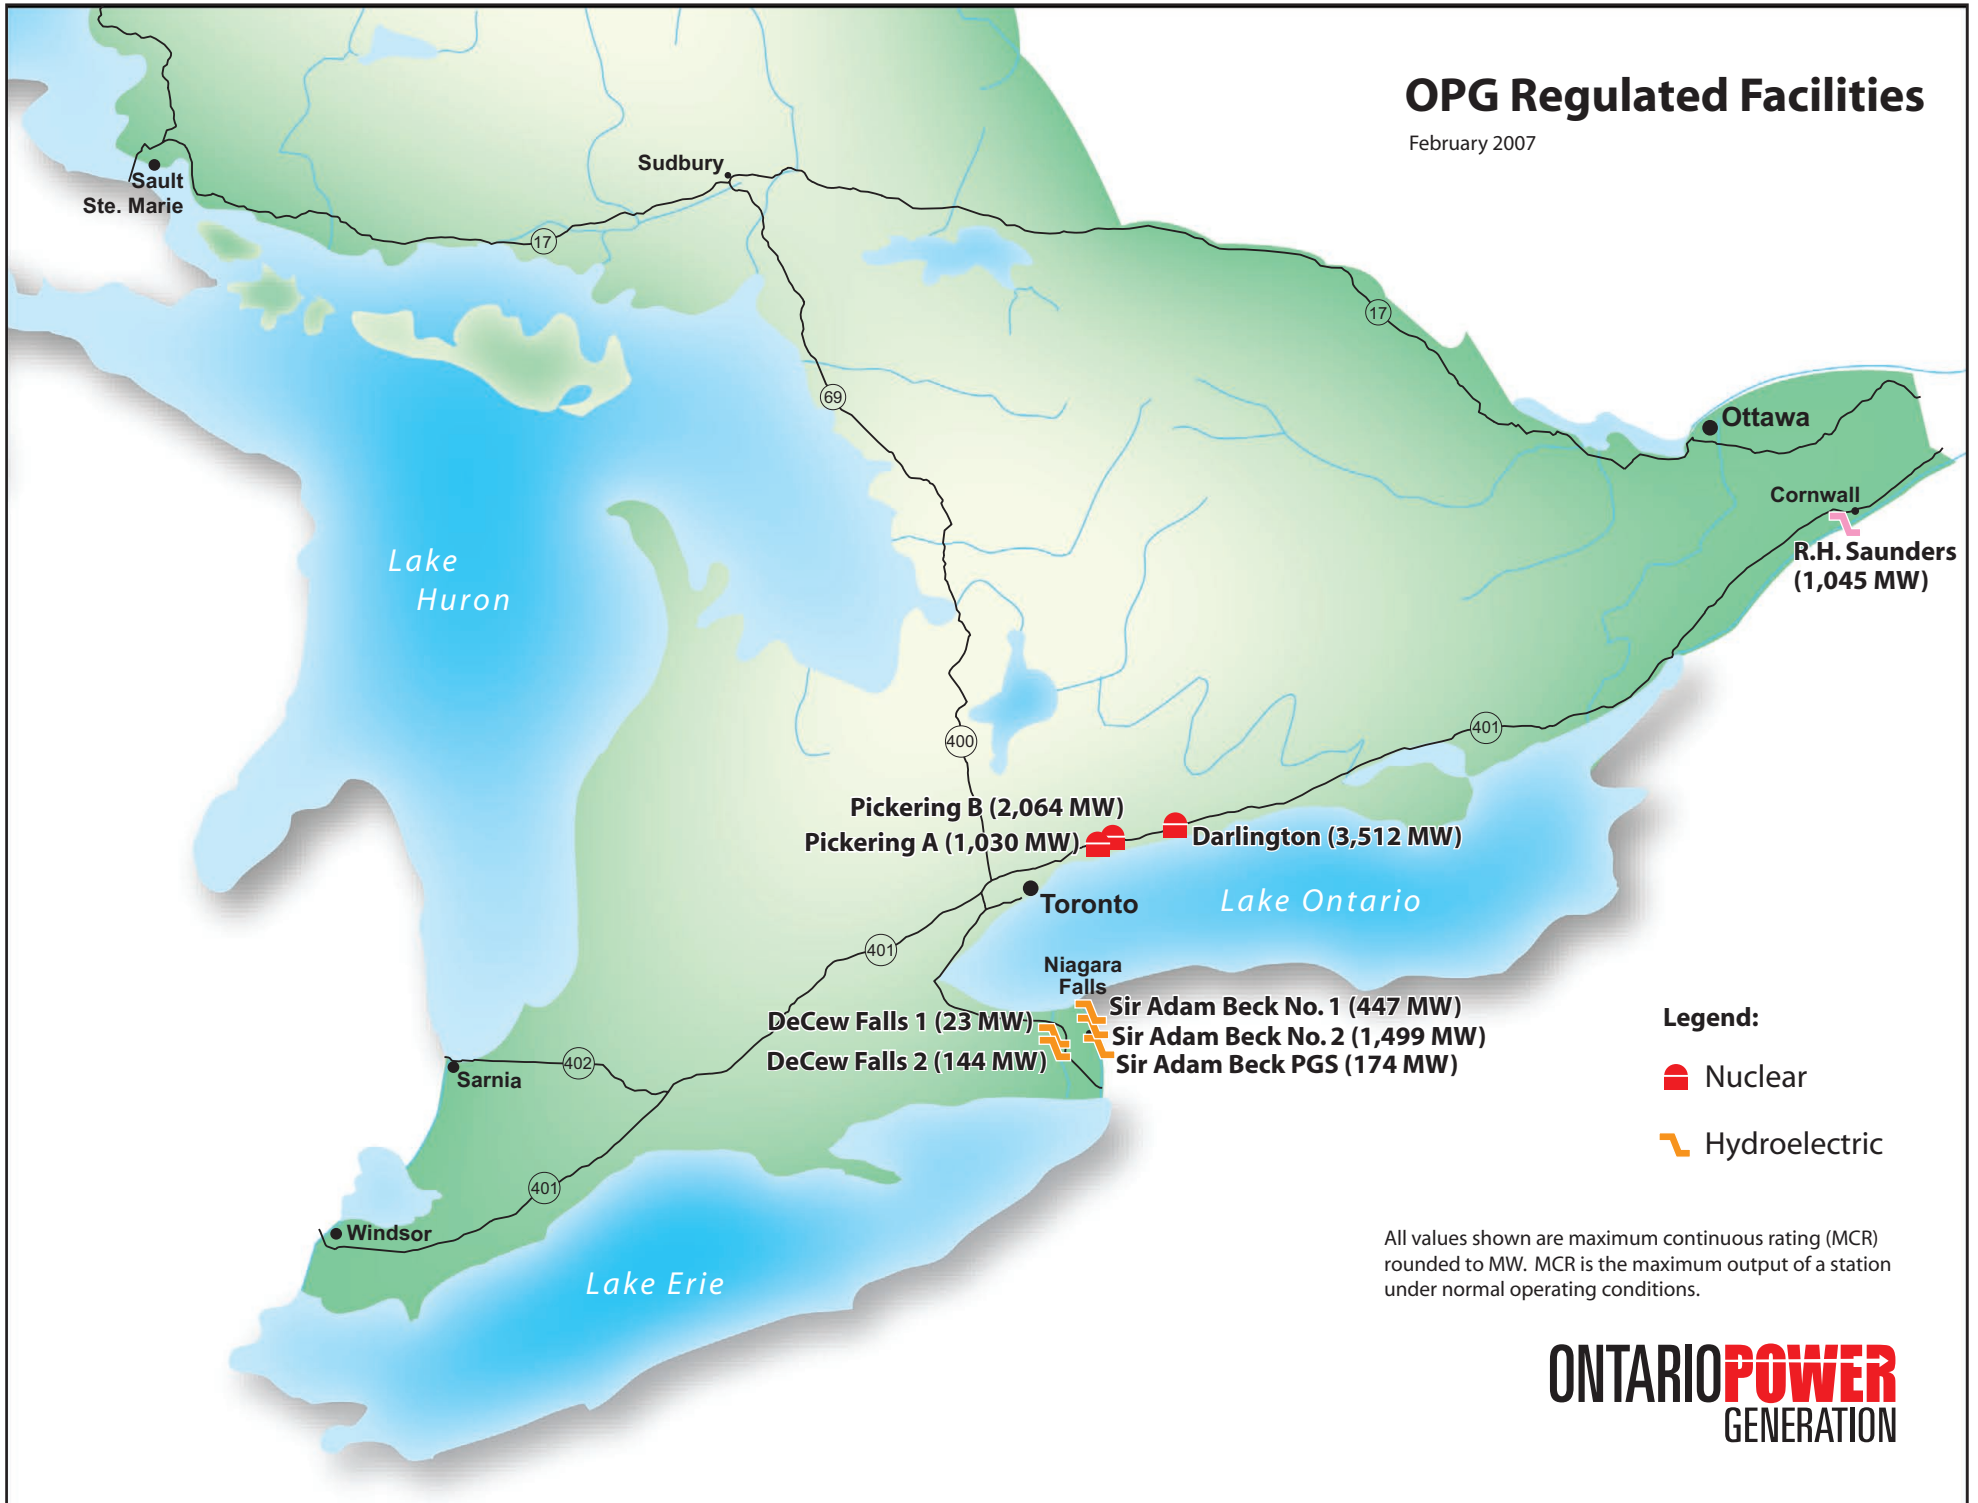 OPG Regulated Facilities
February 2007
Sudbury
Sault
Ste. Marie
17
17
69
Ottawa
Cornwall
R.H. Saunders
(1,045 MW)
Lake
Huron
400
401
Pickering B (2,064 MW)
Pickering A (1,030 MW)
Darlington (3,512 MW)
Toronto
Lake Ontario
401
Niagara
Falls
Sir Adam Beck No. 1 (447 MW)
DeCew Falls 1 (23 MW)
Sir Adam Beck No. 2 (1,499 MW)
DeCew Falls 2 (144 MW)
Sir Adam Beck PGS (174 MW)
402
Sarnia
401
Windsor
Lake Erie
Legend:
Nuclear
Hydroelectric
All values shown are maximum continuous rating (MCR)
rounded to MW. MCR is the maximum output of a station
under normal operating conditions.
ONTARIOPOWER
GENERATION